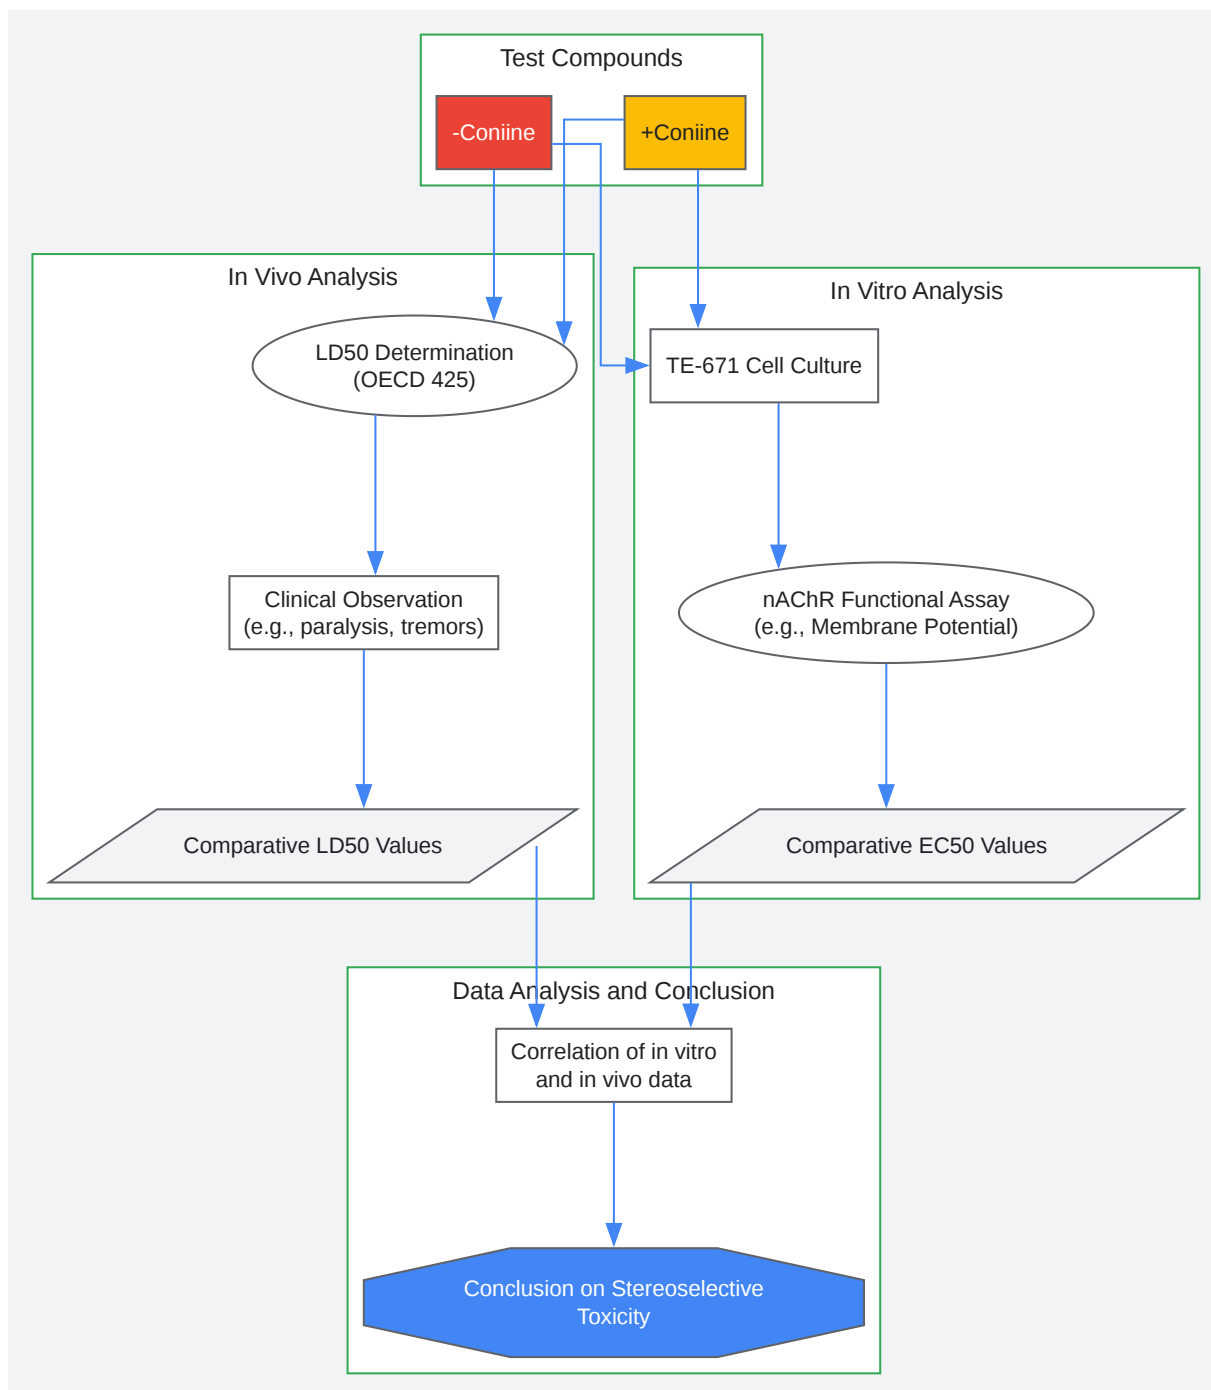 Test Compounds
-Coniine
+Coniine
In Vivo Analysis
LD50 Determination
(OECD 425)
Clinical Observation
(e.g., paralysis, tremors)
Comparative LD50 Values
In Vitro Analysis
TE-671 Cell Culture
nAChR Functional Assay
(e.g., Membrane Potential)
Comparative EC50 Values
Data Analysis and Conclusion
Correlation of in vitro
and in vivo data
Conclusion on Stereoselective
Toxicity